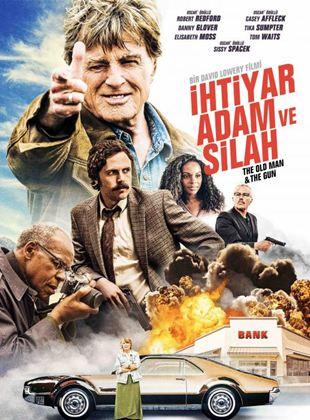 OSCAR® ÖDÜLLÜ
ROBERT REDFORD
OSCAR® ÖDÜLLÜ
CASEY AFFLECK
DANNY GLOVER
TIKA SUMPTER
ELISABETH MOSS
TOM WAITS
OSCAR® ÖDÜLLÜ
SISSY SPACEK
BİR DAVID LOWERY FİLMİ
İHTİYAR
ADAM VE
SİLAH
THE OLD MAN
& THE GUN
BANK